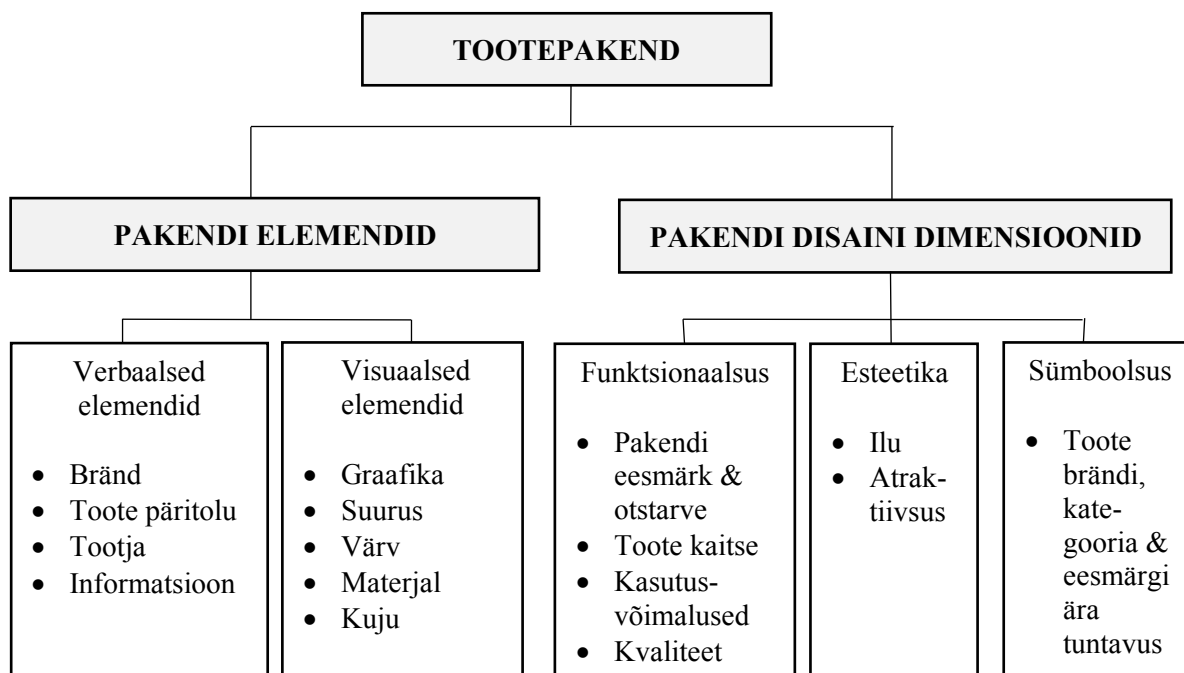 TOOTEPAKEND
PAKENDI ELEMENDID
PAKENDI DISAINI DIMENSIOONID
Verbaalsed
elemendid
• Bränd
• Toote päritolu
• Tootja
• Informatsioon
Visuaalsed
elemendid
• Graafika
• Suurus
• Värv
• Materjal
• Kuju
Funktsionaalsus
• Pakendi
eesmärk &
otstarve
• Toote kaitse
• Kasutus-
võimalused
• Kvaliteet
Esteetika
• Ilu
• Atrak-
tiivsus
Sümboolsus
• Toote
brändi,
kate-
gooria &
eesmärgi
ära
tuntavus